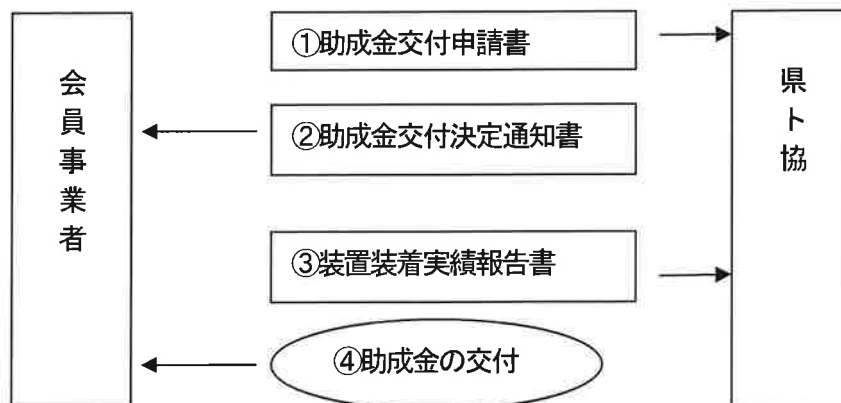 会員事業者
①助成金交付申請書
②助成金交付決定通知書
③装置装着実績報告書
④助成金の交付
県ト協